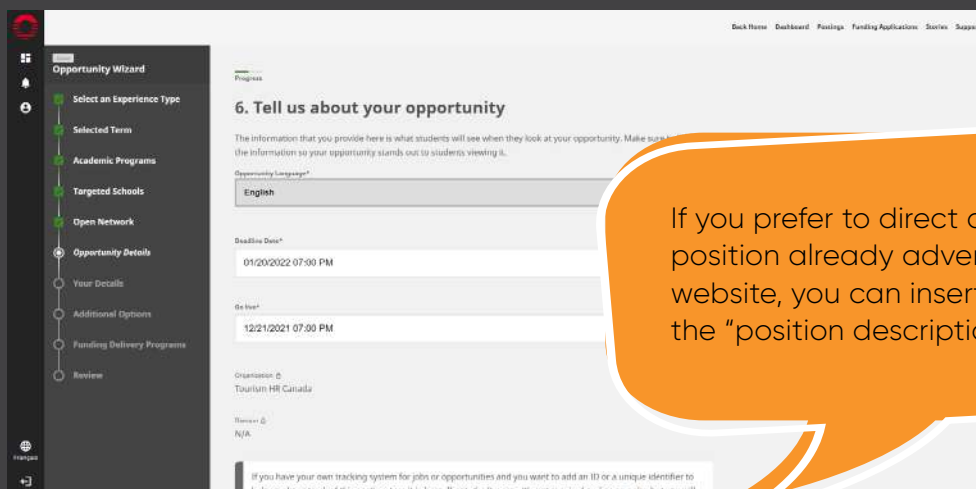 Back Home Dashboard Postings Funding Applications Stories
Opportunity Wizard
Select an Experience Type
Selected Term
Academic Programs
Targeted Schools
Open Network
Opportunity Details
Your Details
Additional Options
Funding Delivery Programs
Review
Français
Progress
6. Tell us about your opportunity
The information that you provide here is what students will see when they look at your opportunity. Make sure
the information so your opportunity stands out to students viewing it.
Opportunity Language*
English
Deadline Date*
01/20/2022 07:00 PM
Go live*
12/21/2021 07:00 PM
Organization
Tourism HR Canada
Division
N/A
If you have your own tracking system for jobs or opportunities and you want to add an ID or a unique identifier to
If you prefer to direct
position already adver
website, you can inser
the "position descripti